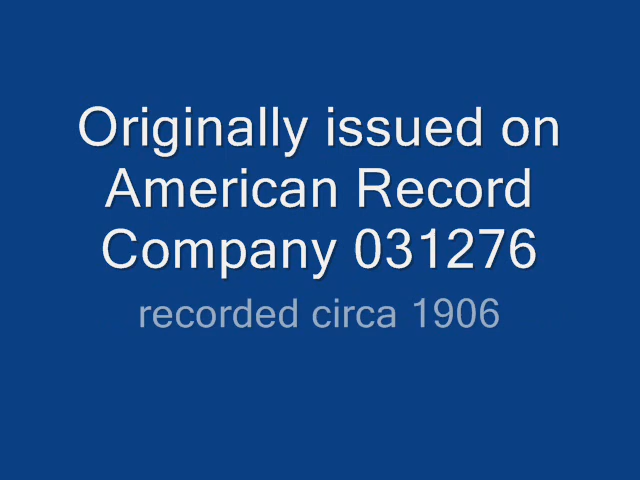 Originally issued on
American Record
Company 031276
recorded circa 1906